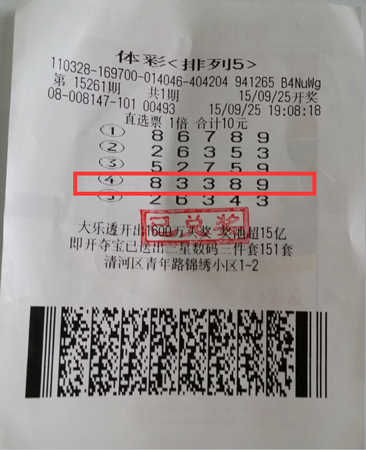 体彩<排列5>
110328-169700-014046-404204 941265 B4NuWg
第 15261期 共1期 15/09/25开奖
08-008147-101 00493 15/09/25 19:08:18
直选票 1倍 合计10元
① 8 6 7 8 9
② 2 6 3 5 3
③ 5 2 7 5 9
④ 8 3 3 8 9
⑤ 2 6 3 4 3
已兑奖
大乐透开出1600万大奖 奖池超15亿
即开夺宝已送出三星数码三件套151套
清河区青年路锦绣小区1-2